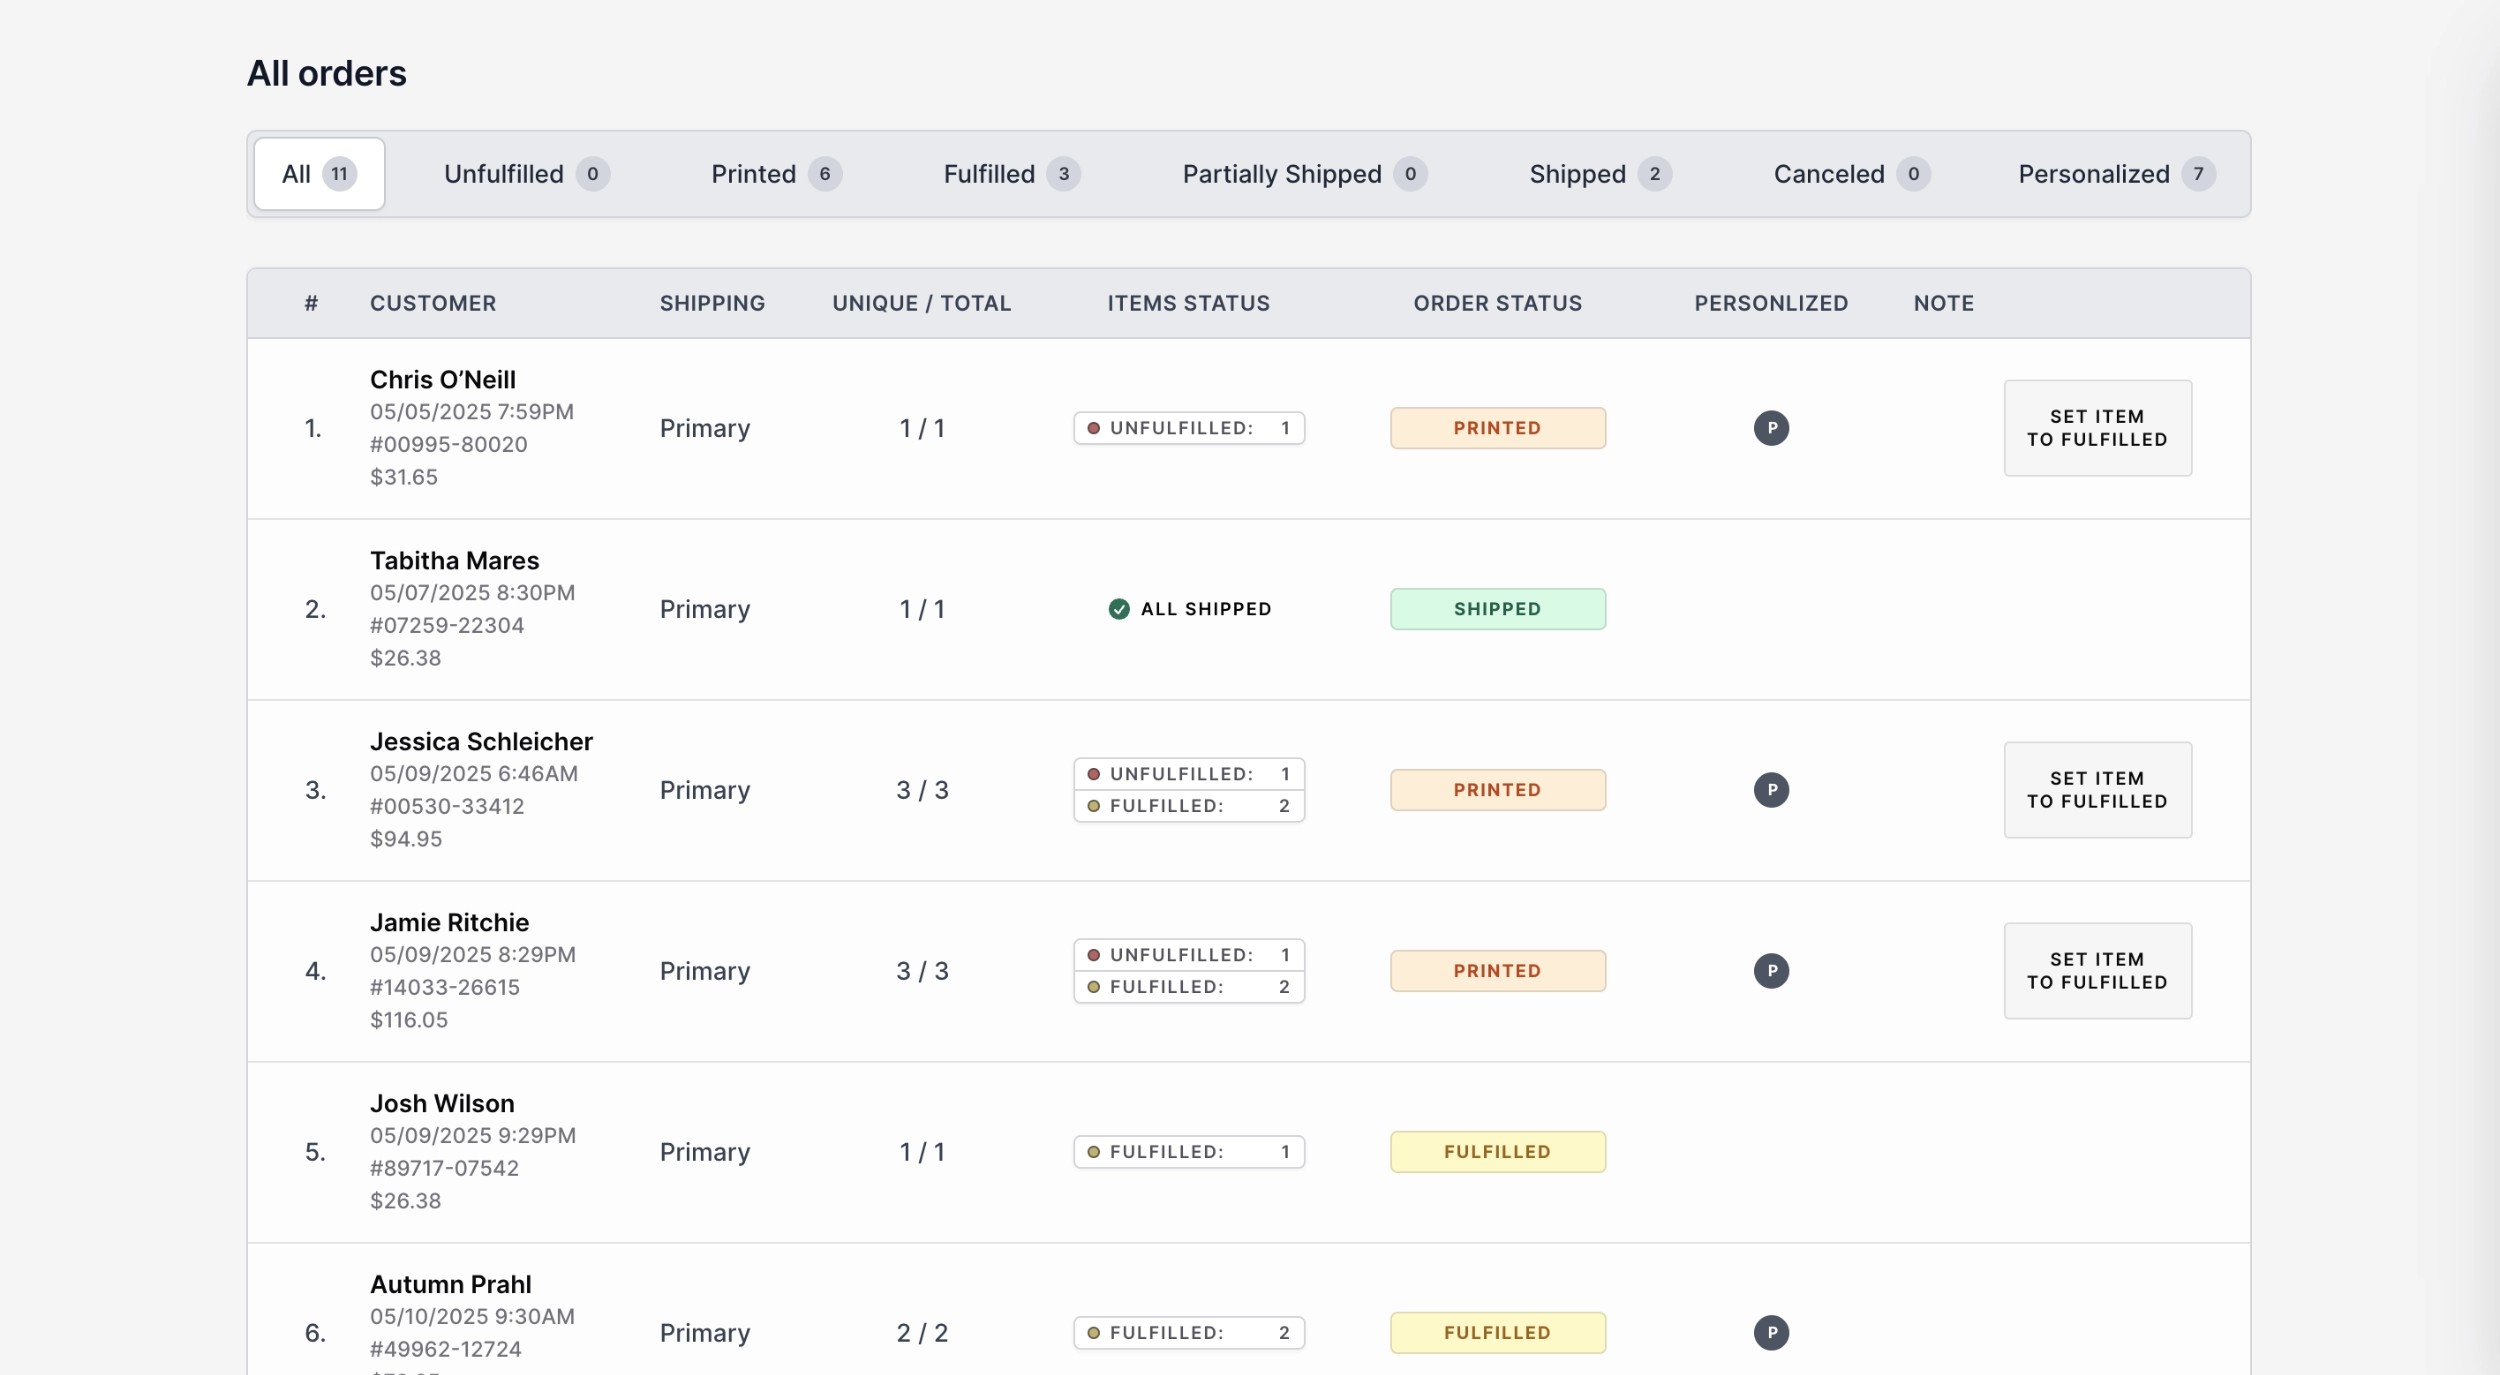 All orders
All 11 Unfulfilled 0 Printed 6 Fulfilled 3 Partially Shipped 0 Shipped 2 Canceled 0 Personalized 7
# CUSTOMER SHIPPING UNIQUE / TOTAL ITEMS STATUS ORDER STATUS PERSONLIZED NOTE
1.
Chris O’Neill
05/05/2025 7:59PM
#00995-80020
$31.65
Primary
1 / 1
UNFULFILLED: 1
PRINTED
P
SET ITEM
TO FULFILLED
2.
Tabitha Mares
05/07/2025 8:30PM
#07259-22304
$26.38
Primary
1 / 1
ALL SHIPPED
SHIPPED
3.
Jessica Schleicher
05/09/2025 6:46AM
#00530-33412
$94.95
Primary
3 / 3
UNFULFILLED: 1
FULFILLED: 2
PRINTED
P
SET ITEM
TO FULFILLED
4.
Jamie Ritchie
05/09/2025 8:29PM
#14033-26615
$116.05
Primary
3 / 3
UNFULFILLED: 1
FULFILLED: 2
PRINTED
P
SET ITEM
TO FULFILLED
5.
Josh Wilson
05/09/2025 9:29PM
#89717-07542
$26.38
Primary
1 / 1
FULFILLED: 1
FULFILLED
6.
Autumn Prahl
05/10/2025 9:30AM
#49962-12724
Primary
2 / 2
FULFILLED: 2
FULFILLED
P